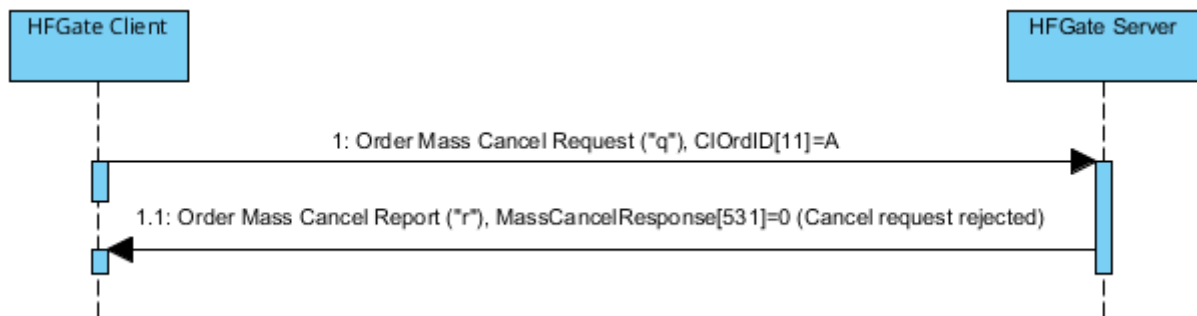 HFGate Client
HFGate Server
1: Order Mass Cancel Request ("q"), ClOrdID[11]=A
1.1: Order Mass Cancel Report ("r"), MassCancelResponse[531]=0 (Cancel request rejected)